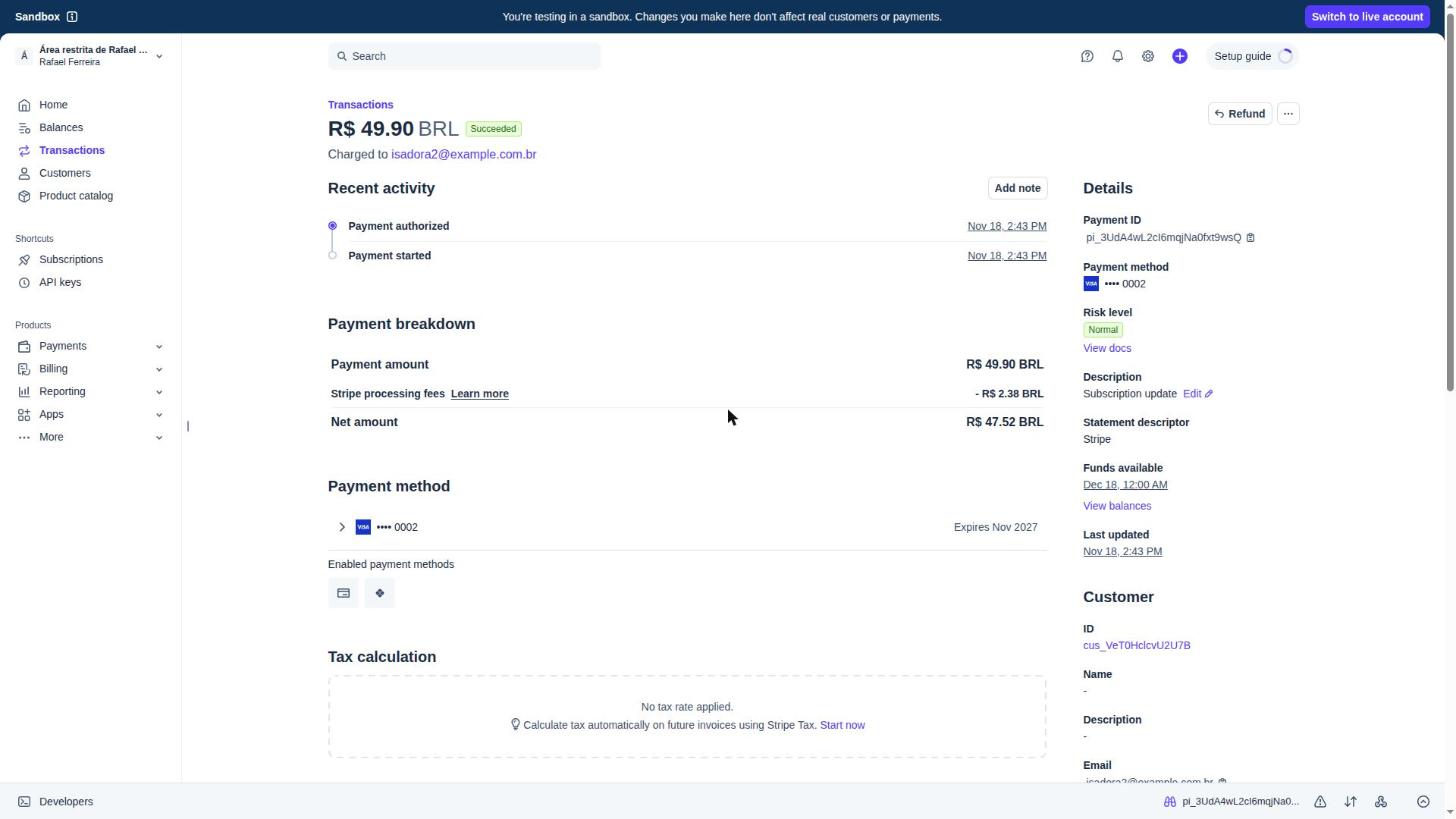 Sandbox
You're testing in a sandbox. Changes you make here don't affect real customers or payments.
Switch to live account
Á
Área restrita de Rafael ...
Rafael Ferreira
Search
Setup guide
Home
Balances
Transactions
Customers
Product catalog
Shortcuts
Subscriptions
API keys
Products
Payments
Billing
Reporting
Apps
More
Transactions
R$ 49.90 BRL Succeeded
Charged to isadora2@example.com.br
Refund
Recent activity
Add note
Payment authorized Nov 18, 2:43 PM
Payment started Nov 18, 2:43 PM
Payment breakdown
Payment amount R$ 49.90 BRL
Stripe processing fees Learn more - R$ 2.38 BRL
Net amount R$ 47.52 BRL
Payment method
VISA •••• 0002 Expires Nov 2027
Enabled payment methods
Tax calculation
No tax rate applied.
Calculate tax automatically on future invoices using Stripe Tax. Start now
Details
Payment ID
pi_3UdA4wL2cI6mqjNa0fxt9wsQ
Payment method
VISA •••• 0002
Risk level
Normal
View docs
Description
Subscription update Edit
Statement descriptor
Stripe
Funds available
Dec 18, 12:00 AM
View balances
Last updated
Nov 18, 2:43 PM
Customer
ID
cus_VeT0HclcvU2U7B
Name
-
Description
-
Email
isadora2@example.com.br
Developers
pi_3UdA4wL2cI6mqjNa0...